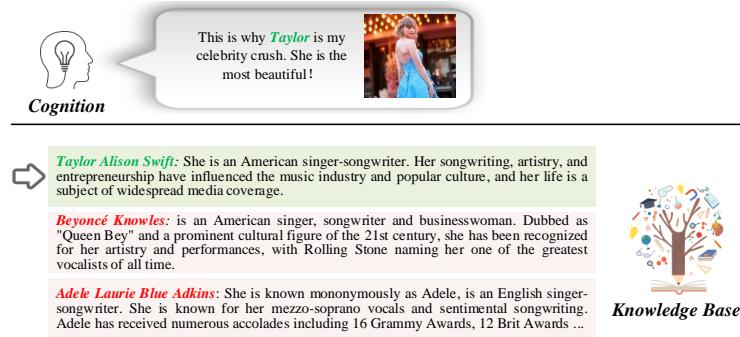 This is why Taylor is my
celebrity crush. She is the
most beautiful!
Cognition
Taylor Alison Swift: She is an American singer-songwriter. Her songwriting, artistry, and
entrepreneurship have influenced the music industry and popular culture, and her life is a
subject of widespread media coverage.
Beyoncé Knowles: is an American singer, songwriter and businesswoman. Dubbed as
"Queen Bey" and a prominent cultural figure of the 21st century, she has been recognized
for her artistry and performances, with Rolling Stone naming her one of the greatest
vocalists of all time.
Adele Laurie Blue Adkins: She is known mononymously as Adele, is an English singer-
songwriter. She is known for her mezzo-soprano vocals and sentimental songwriting.
Adele has received numerous accolades including 16 Grammy Awards, 12 Brit Awards ...
Knowledge Base